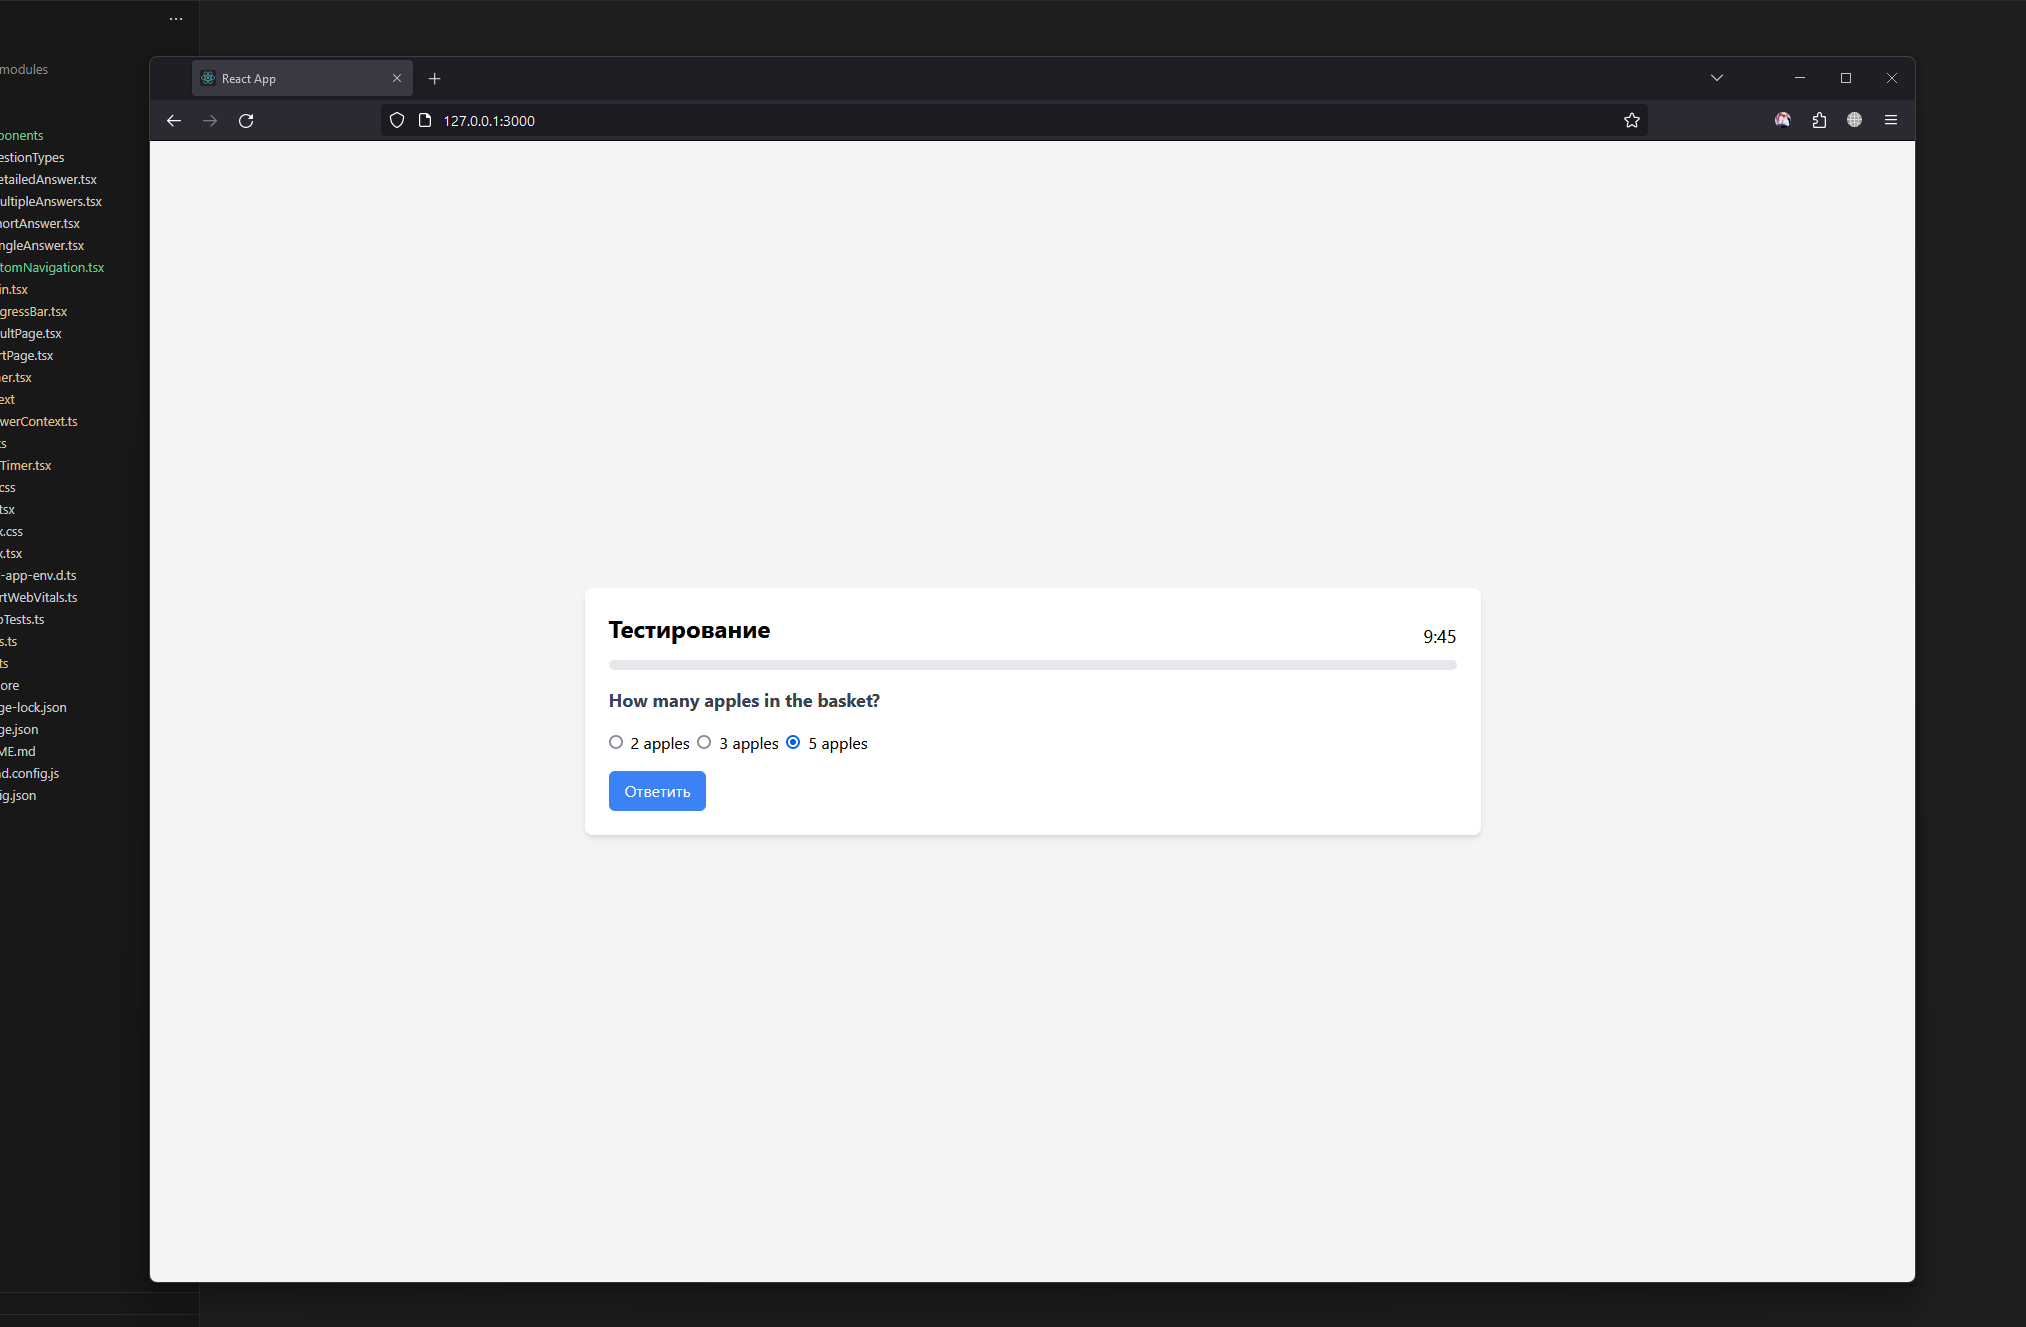 ...
modules
ponents
estionTypes
etailedAnswer.tsx
ultipleAnswers.tsx
hortAnswer.tsx
ngleAnswer.tsx
tomNavigation.tsx
in.tsx
gressBar.tsx
ultPage.tsx
rtPage.tsx
er.tsx
ext
werContext.ts
ts
Timer.tsx
css
tsx
x.css
x.tsx
t-app-env.d.ts
rtWebVitals.ts
pTests.ts
s.ts
ts
ore
ge-lock.json
ge.json
ME.md
d.config.js
ig.json
React App
127.0.0.1:3000
Тестирование
9:45
How many apples in the basket?
2 apples 3 apples 5 apples
Ответить